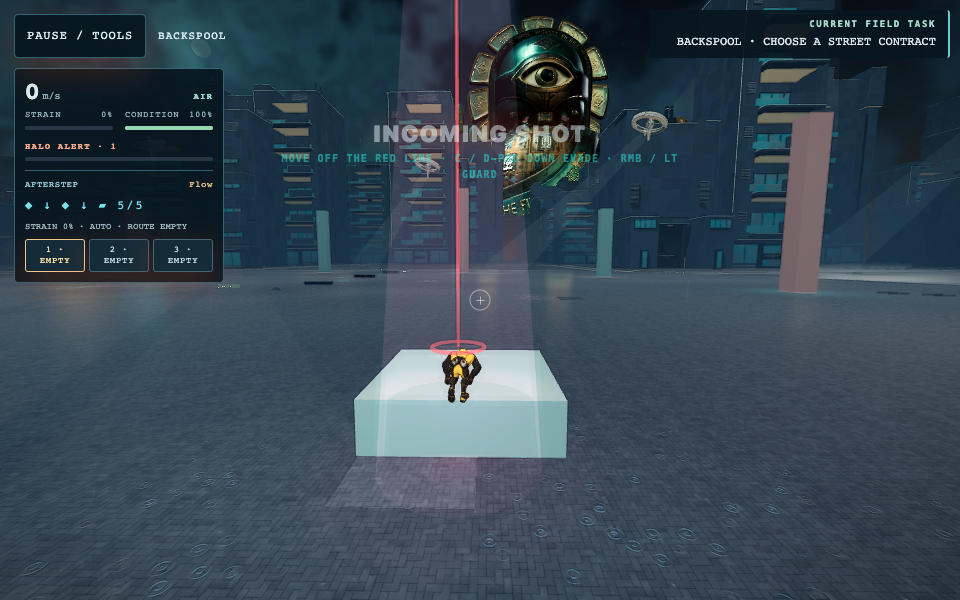 PAUSE / TOOLS
BACKSPOOL
CURRENT FIELD TASK
BACKSPOOL · CHOOSE A STREET CONTRACT
0 m/s
AIR
STRAIN 0%
CONDITION 100%
HALO ALERT · 1
AFTERSTEP
Flow
5/5
STRAIN 0% · AUTO · ROUTE EMPTY
1 · EMPTY
2 · EMPTY
3 · EMPTY
INCOMING SHOT
MOVE OFF THE RED LINE · C / D-PAD DOWN EVADE · RMB / LT
GUARD